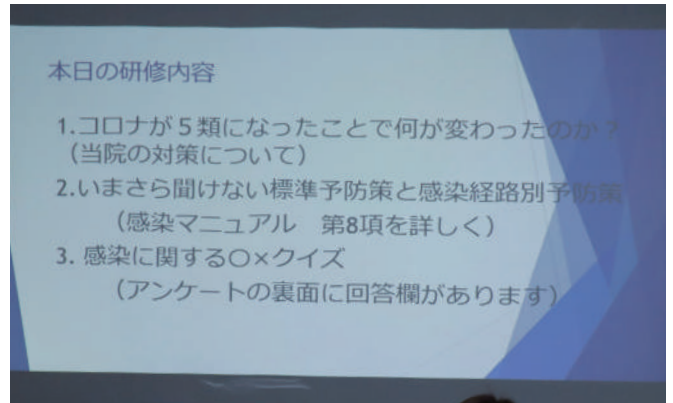 本日の研修内容
1.コロナが５類になったことで何が変わったのか？
（当院の対策について）
2.いまさら聞けない標準予防策と感染経路別予防策
（感染マニュアル　第8項を詳しく）
3. 感染に関する○×クイズ
（アンケートの裏面に回答欄があります）